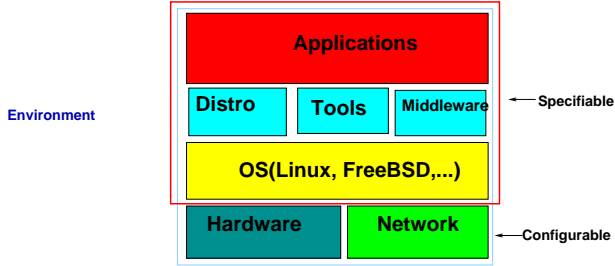 Applications
Distro Tools Middleware
Specifiable
Environment
OS(Linux, FreeBSD,...)
Hardware Network
Configurable